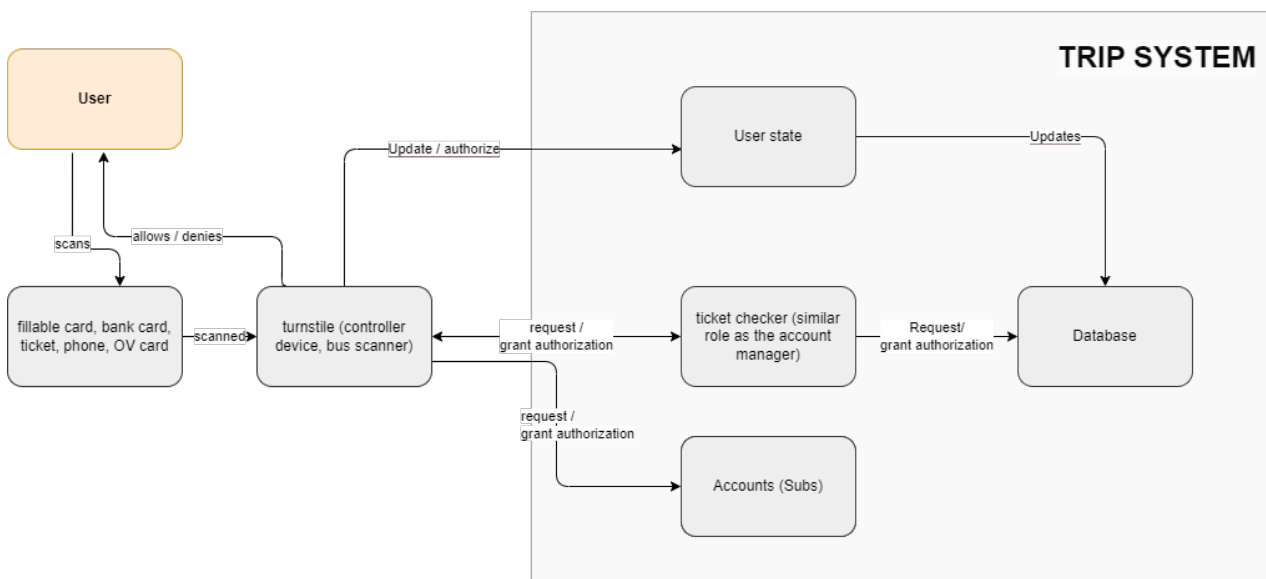 TRIP SYSTEM
User
User state
Update / authorize
Updates
scans
allows / denies
fillable card, bank card,
ticket, phone, OV card
scanned
turnstile (controller
device, bus scanner)
request /
grant authorization
ticket checker (similar
role as the account
manager)
Request/
grant authorization
Database
request /
grant authorization
Accounts (Subs)